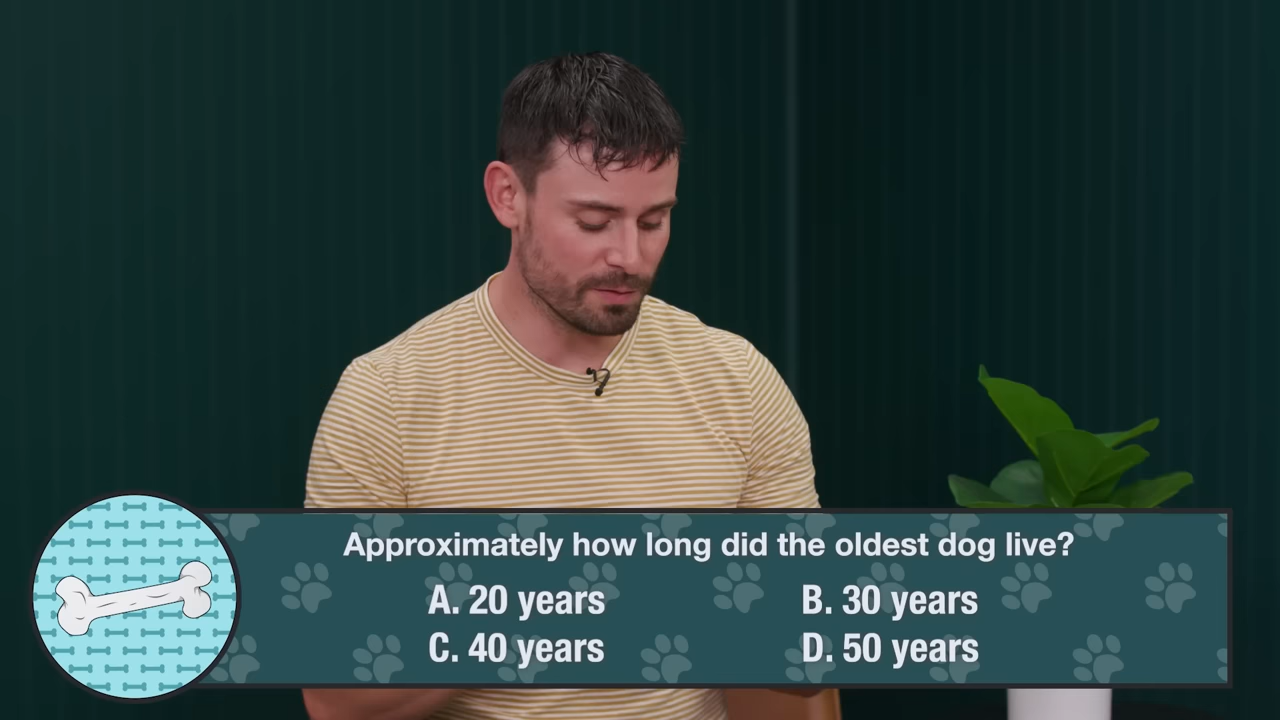 Approximately how long did the oldest dog live?
A. 20 years B. 30 years
C. 40 years D. 50 years